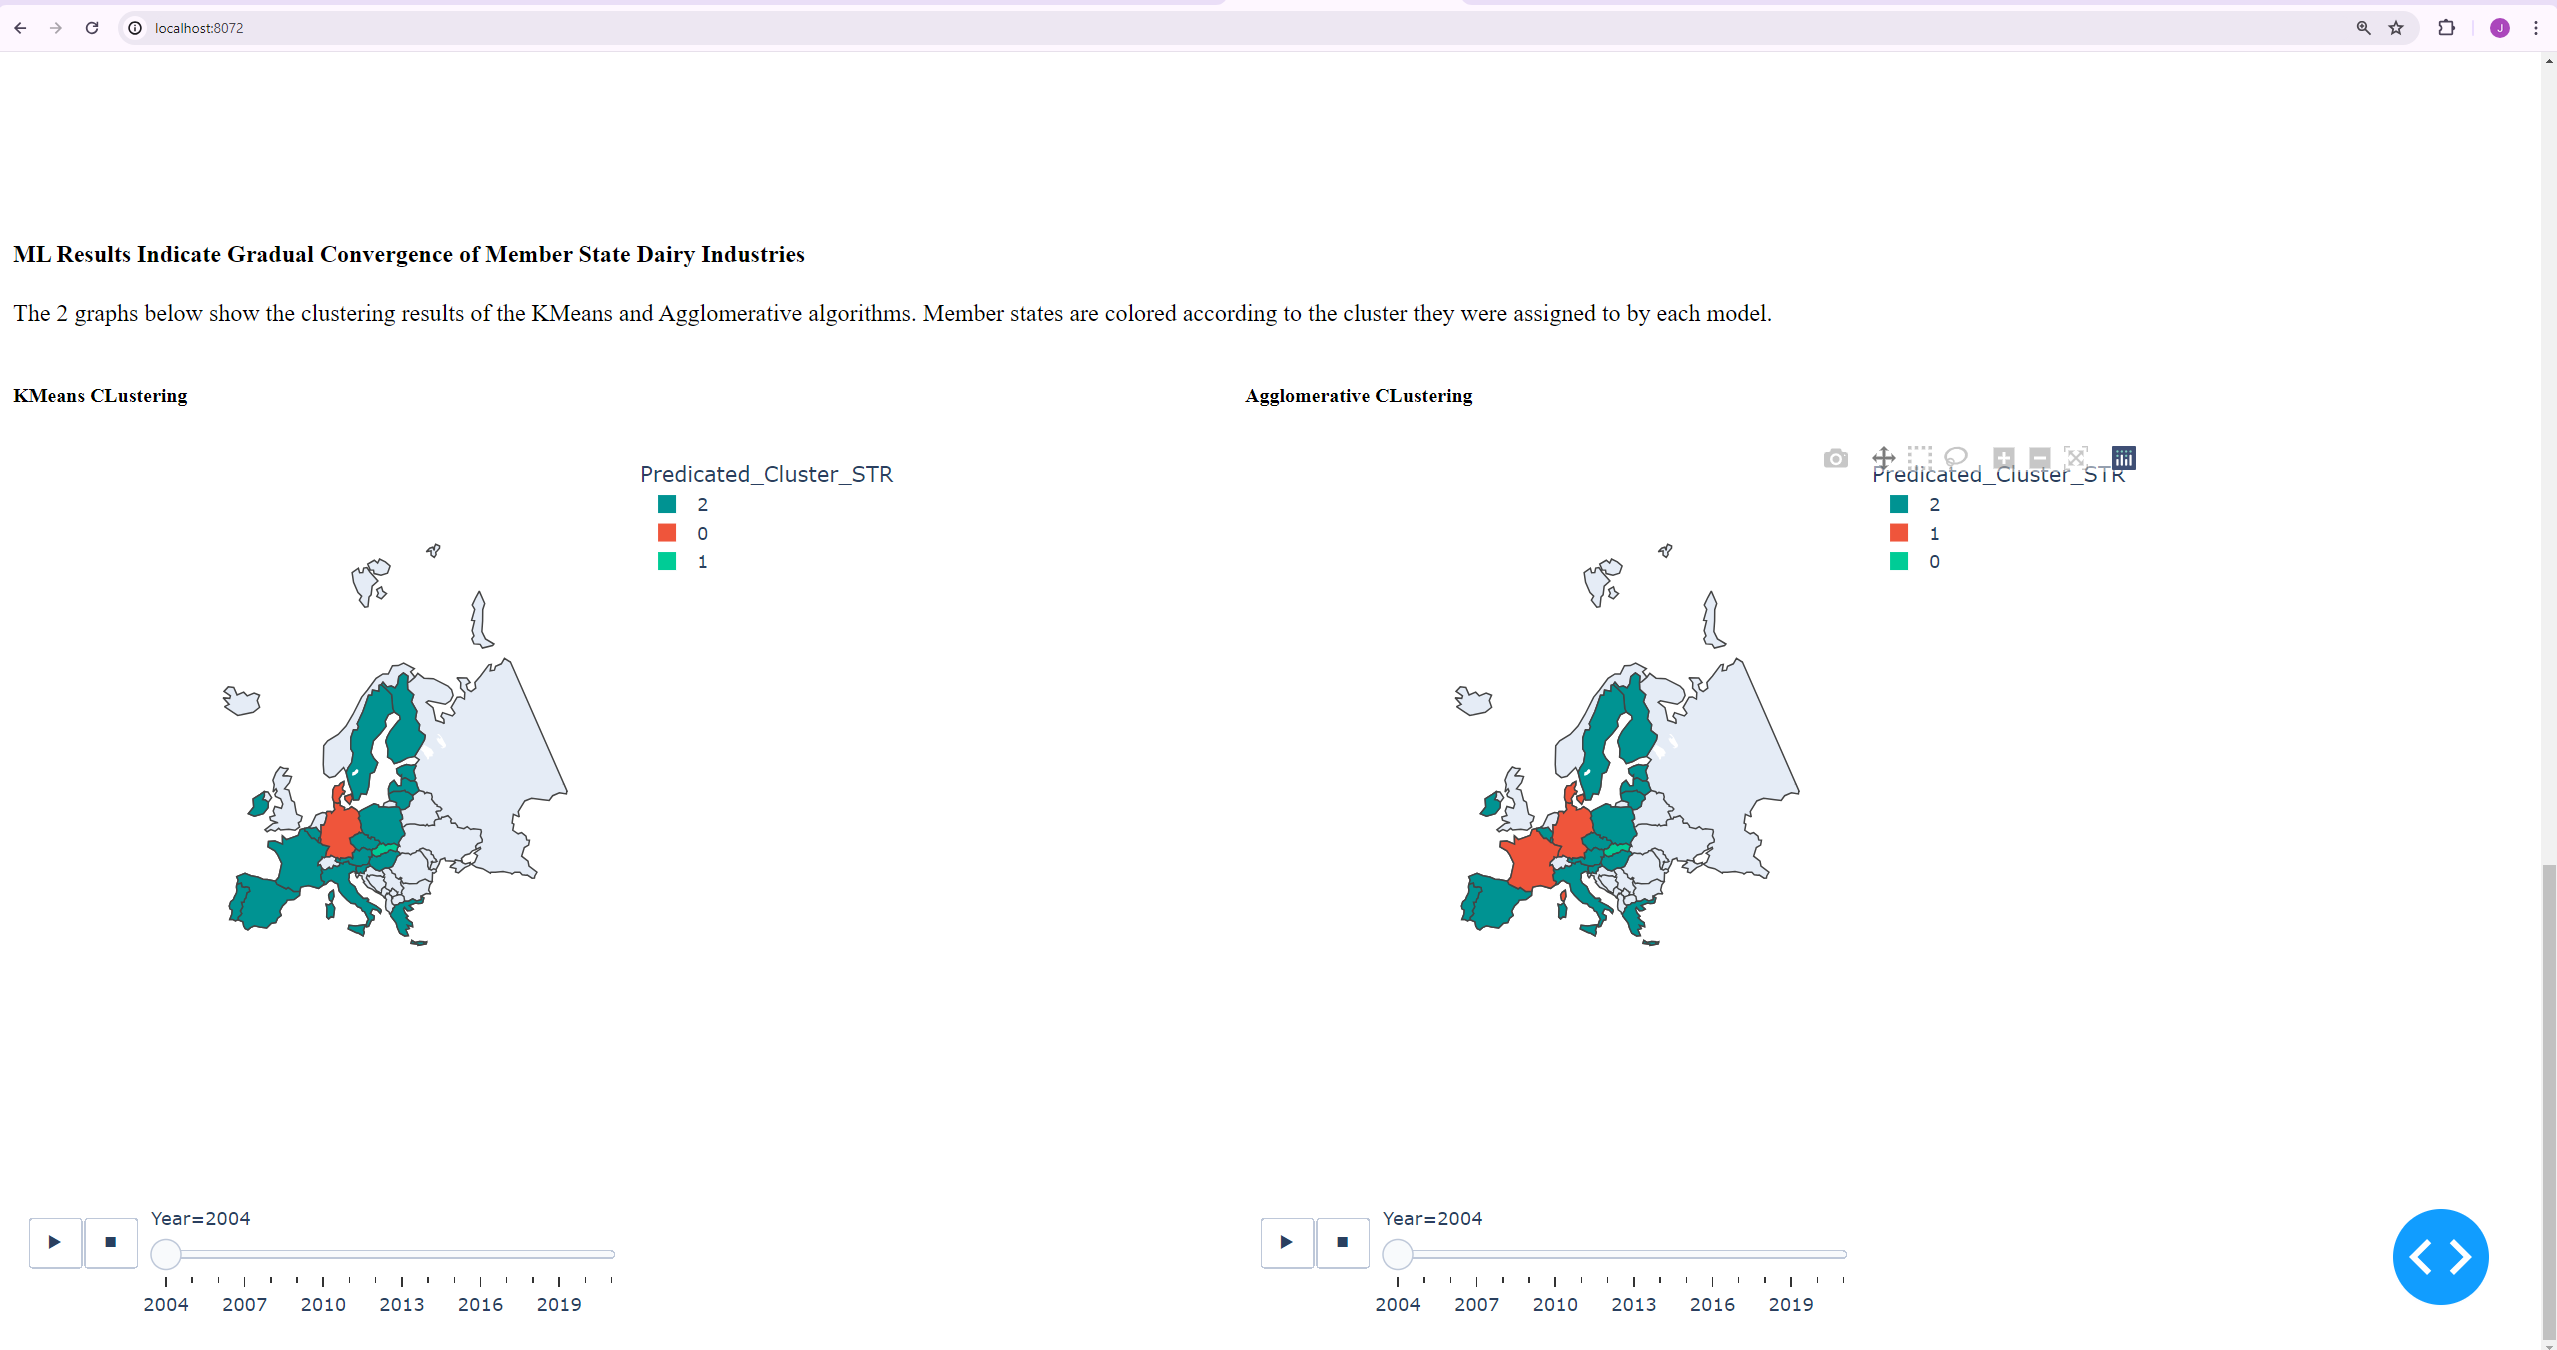 localhost:8072
J
ML Results Indicate Gradual Convergence of Member State Dairy Industries
The 2 graphs below show the clustering results of the KMeans and Agglomerative algorithms. Member states are colored according to the cluster they were assigned to by each model.
KMeans CLustering
Predicated_Cluster_STR
2
0
1
Year=2004
2004 2007 2010 2013 2016 2019
Agglomerative CLustering
Predicated_Cluster_STR
2
1
0
Year=2004
2004 2007 2010 2013 2016 2019